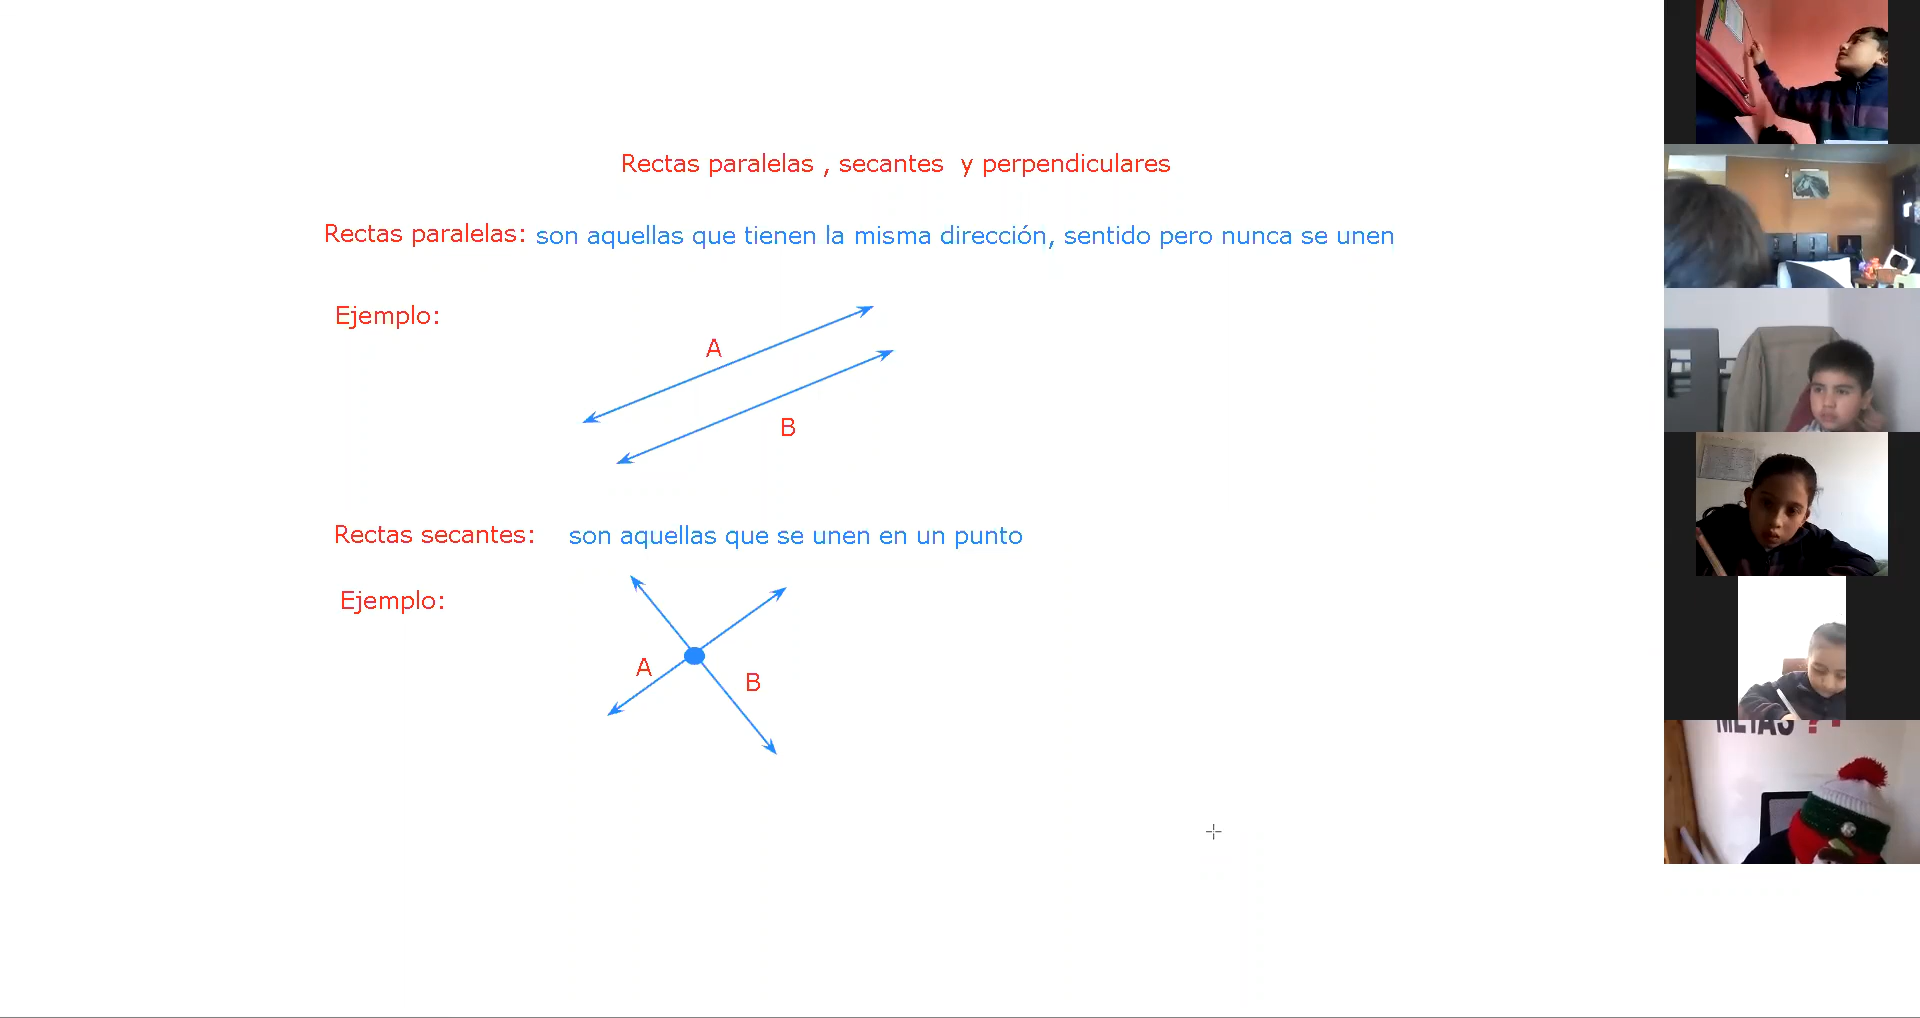 Rectas paralelas , secantes y perpendiculares
Rectas paralelas: son aquellas que tienen la misma dirección, sentido pero nunca se unen
Ejemplo:
A
B
Rectas secantes: son aquellas que se unen en un punto
Ejemplo:
A
B
METAS ??